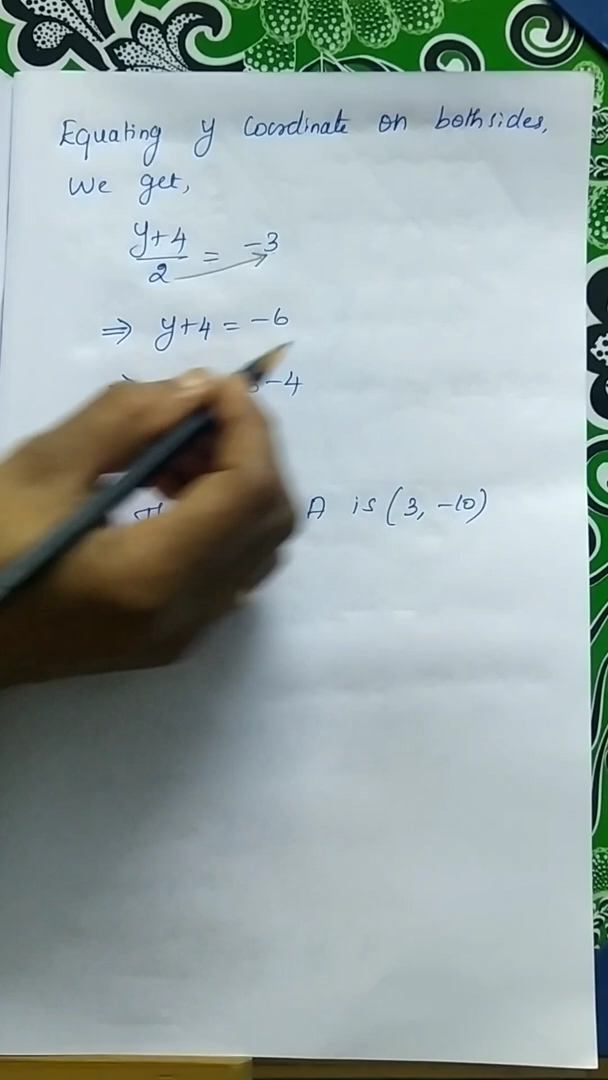 Equating y coordinate on both sides,
We get,
y+4/2 = -3
⇒ y+4 = -6
-4
A is (3, -10)